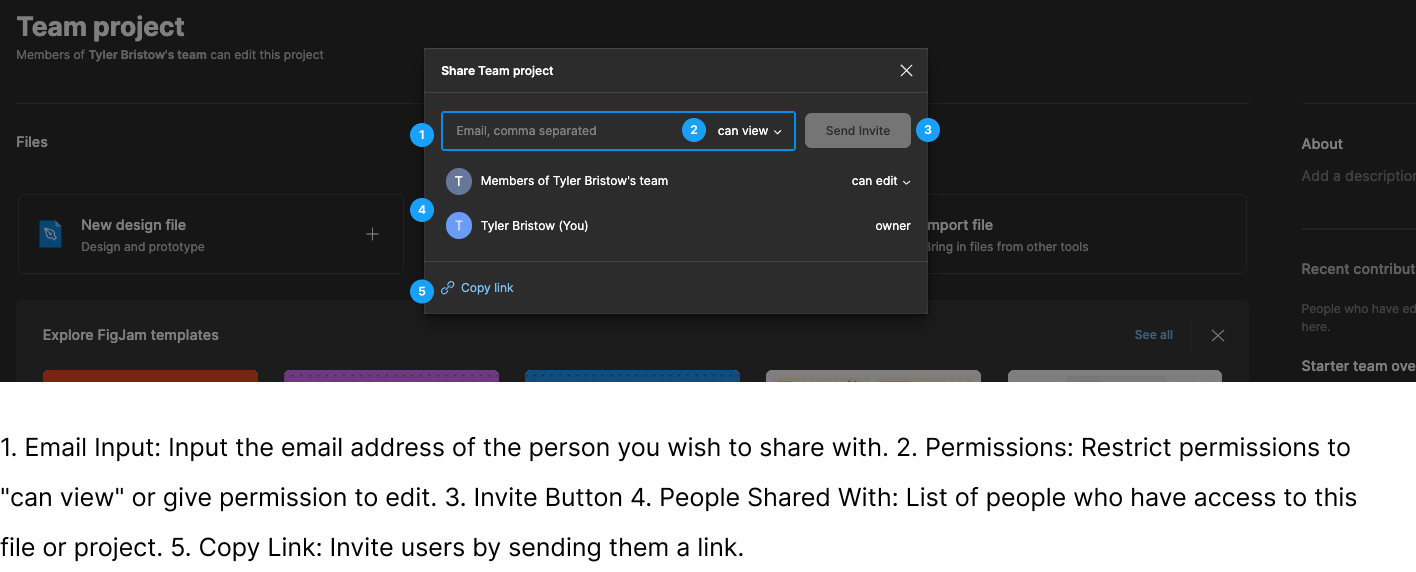 Team project
Members of Tyler Bristow's team can edit this project
Share Team project
1
Email, comma separated
2
can view
Send Invite
3
Files
About
T
Members of Tyler Bristow's team
can edit
Add a description
4
T
Tyler Bristow (You)
owner
New design file
Design and prototype
mport file
Bring in files from other tools
Recent contribut
5
Copy link
People who have ed
here.
Explore FigJam templates
See all
Starter team ove
1. Email Input: Input the email address of the person you wish to share with. 2. Permissions: Restrict permissions to
"can view" or give permission to edit. 3. Invite Button 4. People Shared With: List of people who have access to this
file or project. 5. Copy Link: Invite users by sending them a link.